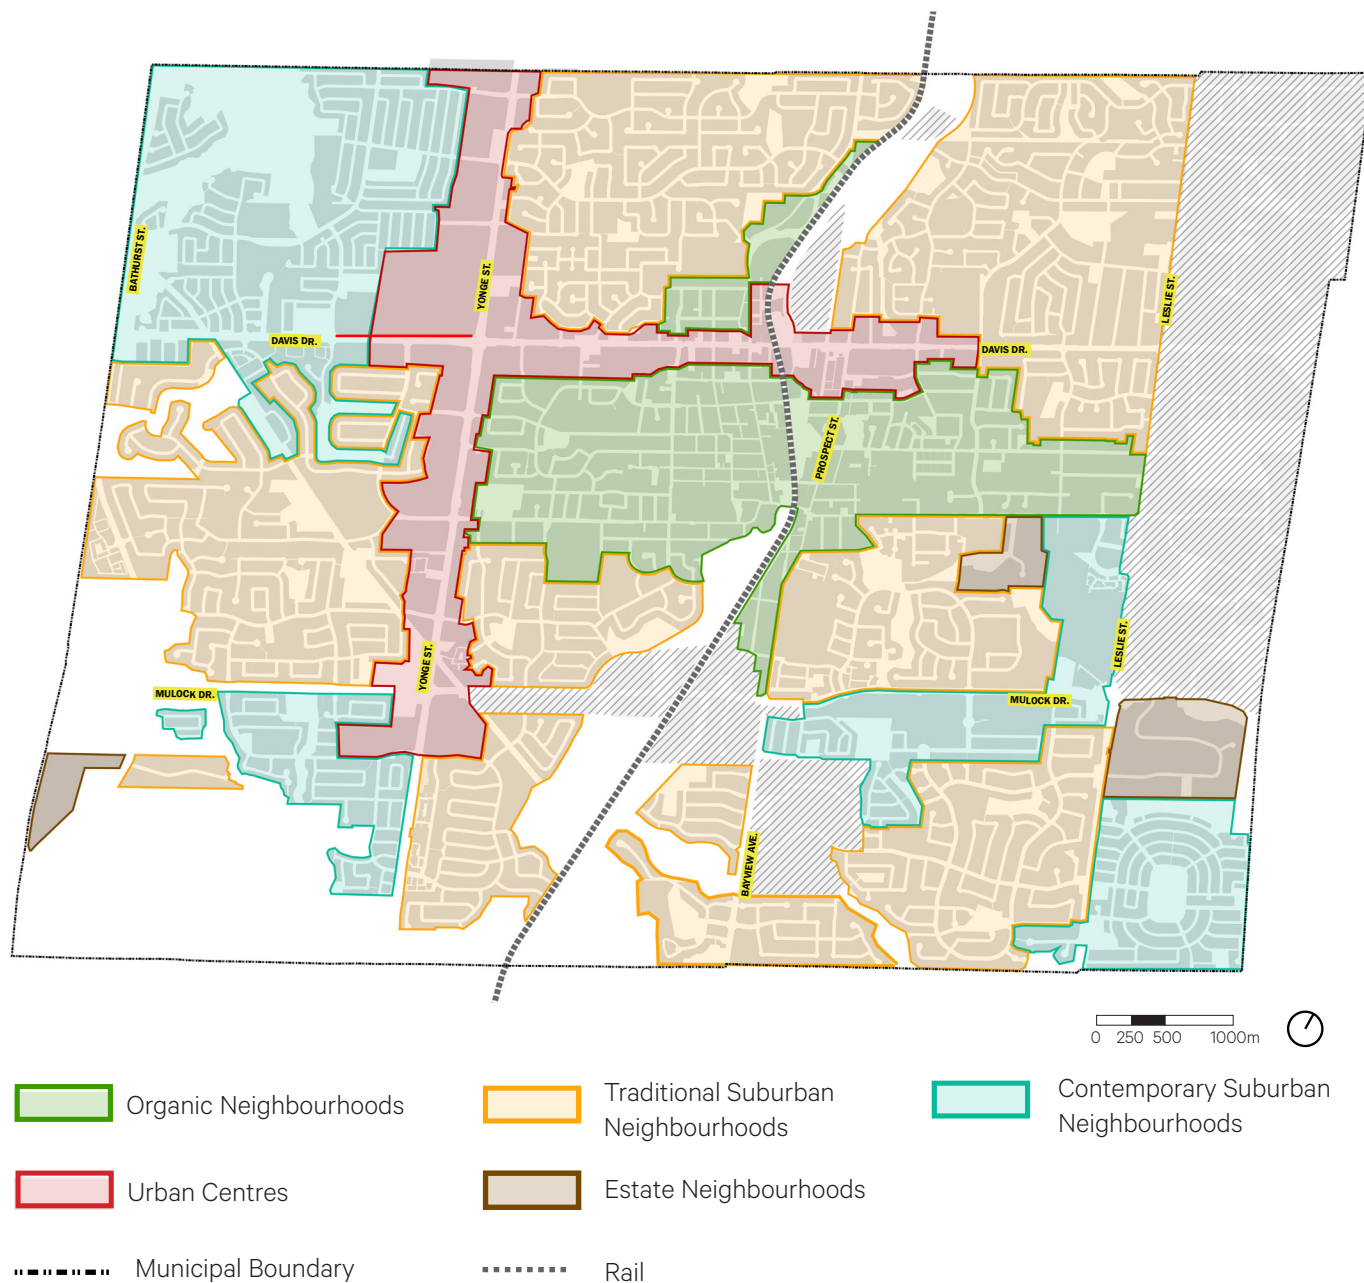 BATHURST ST.
YONGE ST.
LESLIE ST.
DAVIS DR.
DAVIS DR.
PROSPECT ST.
YONGE ST.
LESLIE ST.
MULOCK DR.
MULOCK DR.
BAYVIEW AVE.
0 250 500 1000m
Organic Neighbourhoods
Traditional Suburban
Neighbourhoods
Contemporary Suburban
Neighbourhoods
Urban Centres
Estate Neighbourhoods
Municipal Boundary
Rail